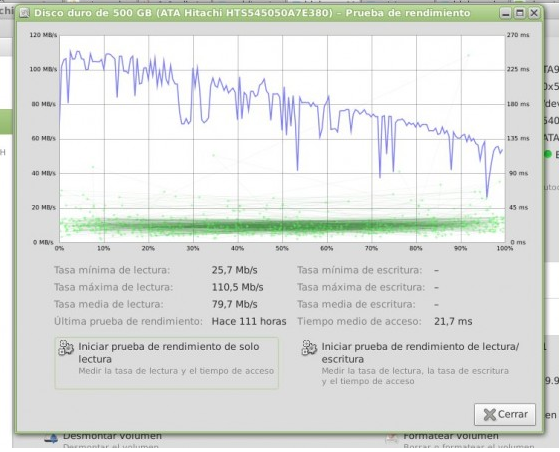 Disco duro de 500 GB (ATA Hitachi HTS545050A7E380) – Prueba de rendimiento
120 MB/s
270 ms
100 MB/s
225 ms
80 MB/s
180 ms
60 MB/s
135 ms
40 MB/s
90 ms
20 MB/s
45 ms
0 MB/s
0 ms
0% 10% 20% 30% 40% 50% 60% 70% 80% 90% 100%
Tasa mínima de lectura: 25,7 Mb/s Tasa mínima de escritura: –
Tasa máxima de lectura: 110,5 Mb/s Tasa máxima de escritura: –
Tasa media de lectura: 79,7 Mb/s Tasa media de escritura: –
Última prueba de rendimiento: Hace 111 horas Tiempo medio de acceso: 21,7 ms
Iniciar prueba de rendimiento de solo
lectura
Medir la tasa de lectura y el tiempo de acceso
Iniciar prueba de rendimiento de lectura/
escritura
Medir la tasa de lectura, la tasa de escritura
y el tiempo de acceso
Cerrar
Desmontar volumen
Formatear volumen